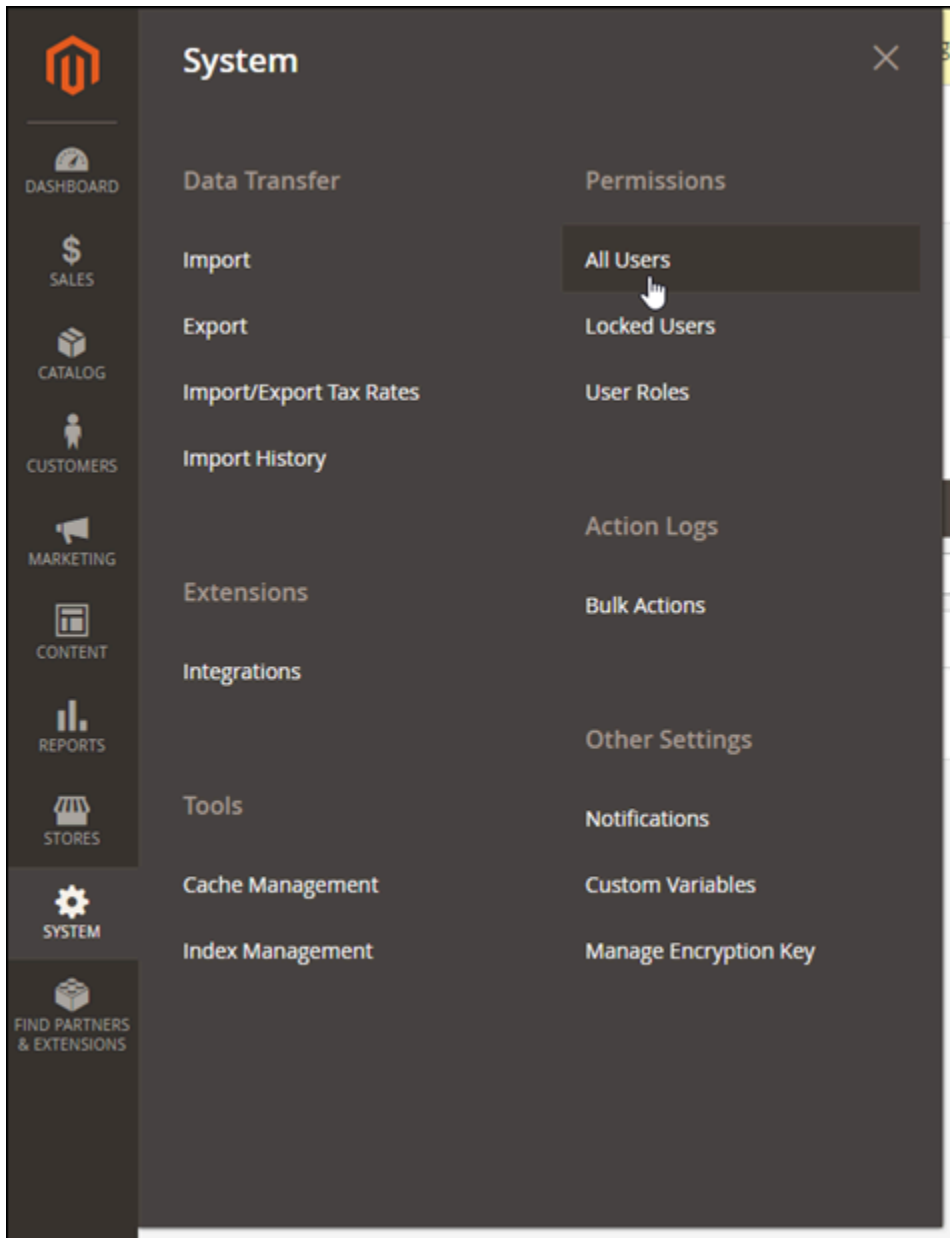 System
DASHBOARD
SALES
CATALOG
CUSTOMERS
MARKETING
CONTENT
REPORTS
STORES
SYSTEM
FIND PARTNERS
& EXTENSIONS
Data Transfer
Import
Export
Import/Export Tax Rates
Import History
Extensions
Integrations
Tools
Cache Management
Index Management
Permissions
All Users
Locked Users
User Roles
Action Logs
Bulk Actions
Other Settings
Notifications
Custom Variables
Manage Encryption Key